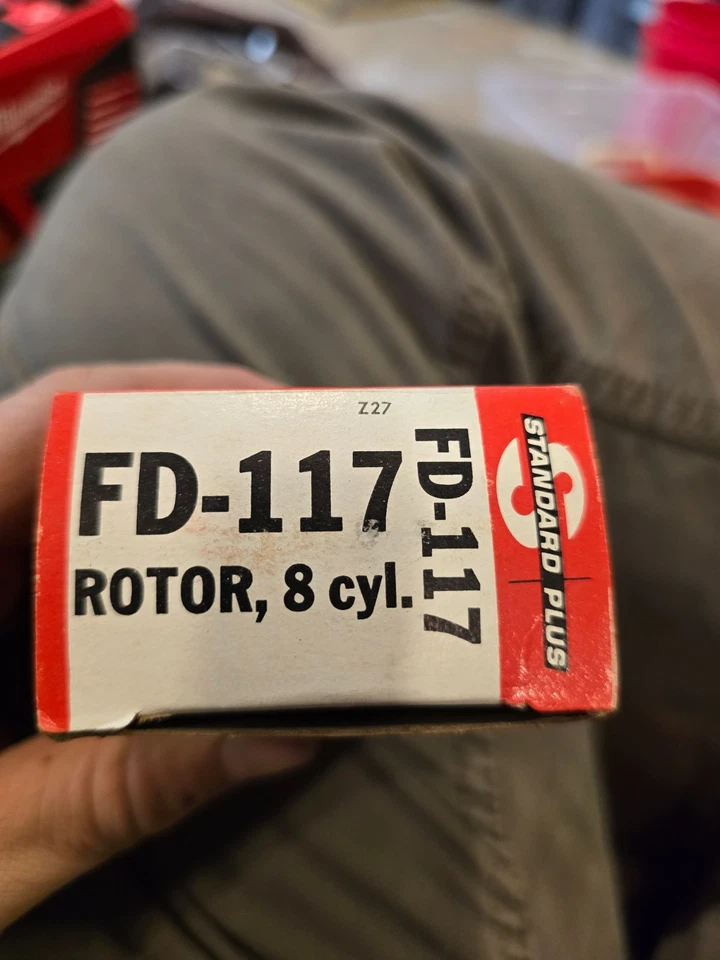 Z27
FD-117
ROTOR, 8 cyl.
FD-117
STANDARD PLUS